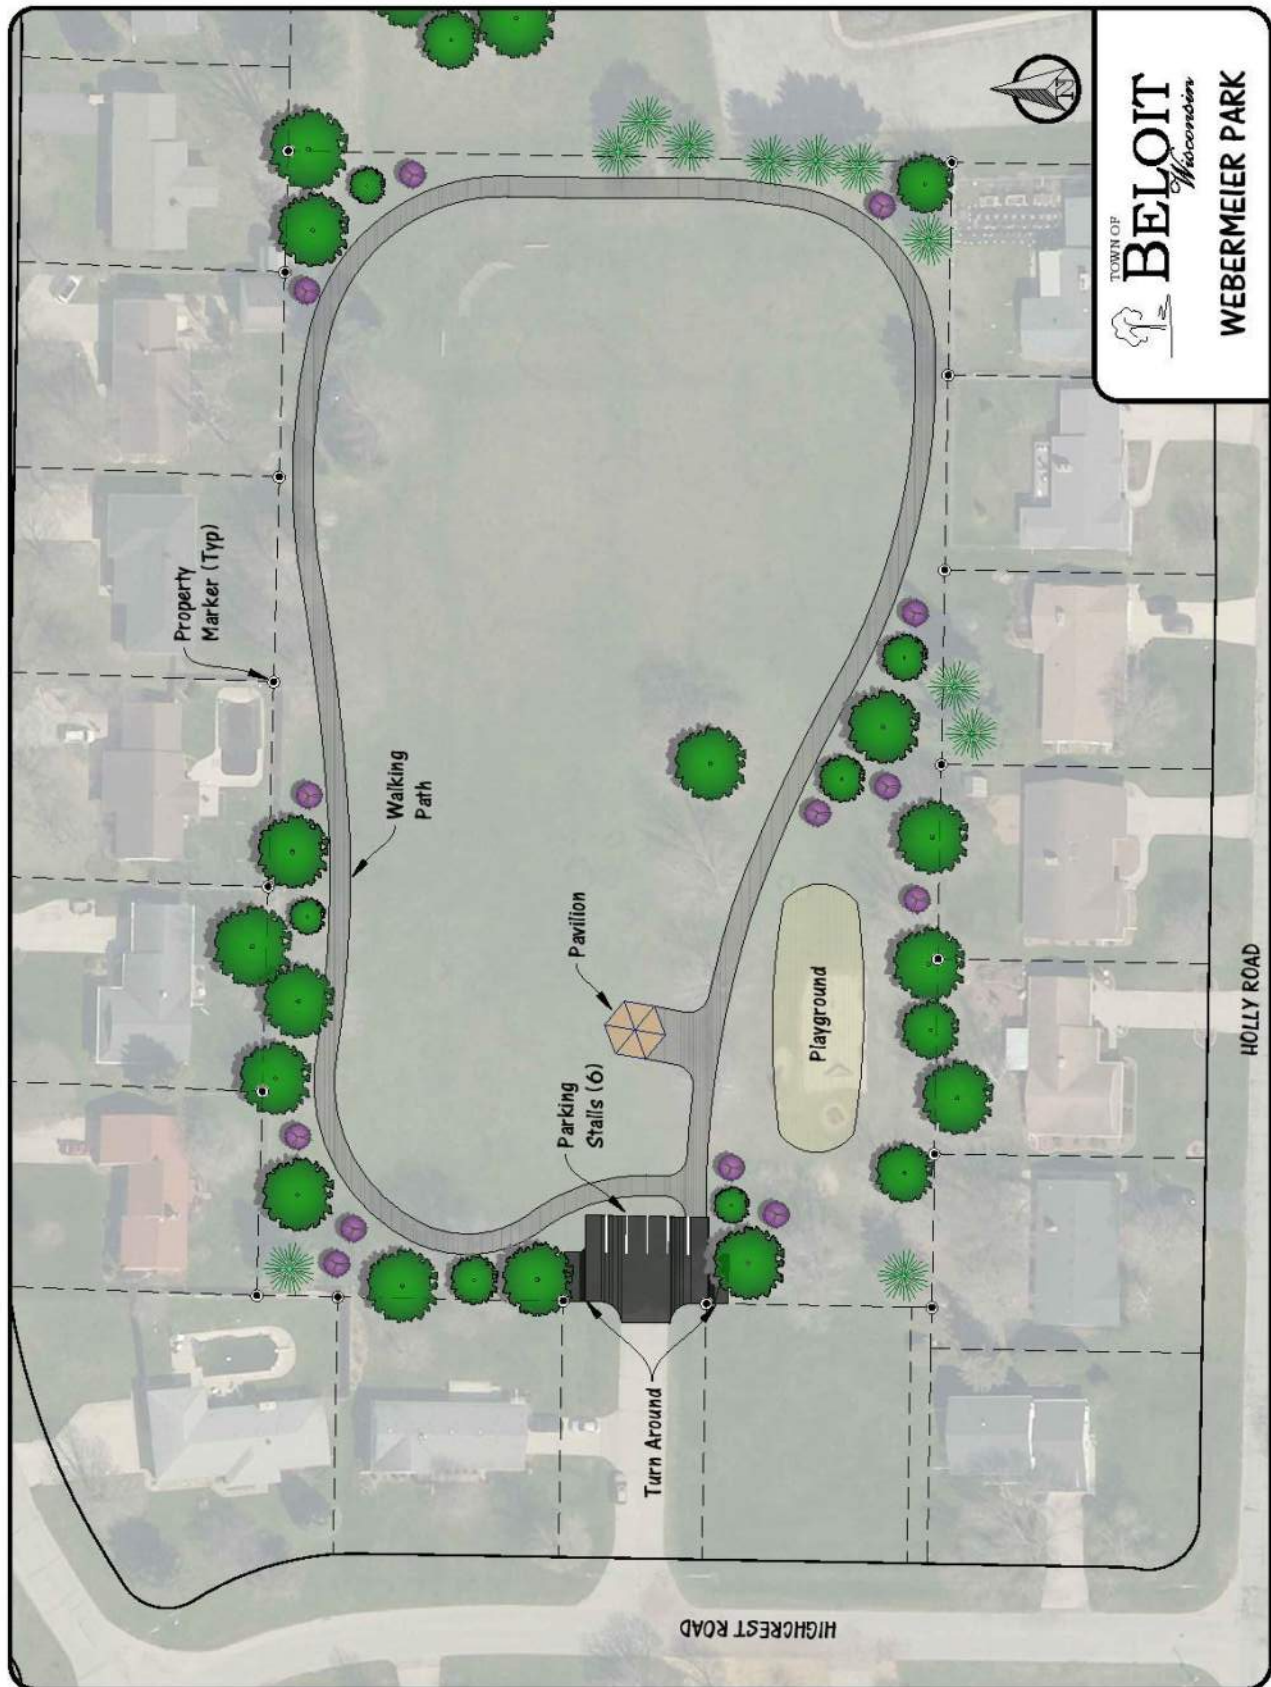 TOWN OF
BELOIT
Wisconsin
WEBERMEIER PARK
N
Property
Marker (Typ)
Walking
Path
Pavilion
Parking
Stalls (6)
Playground
Turn Around
HOLLY ROAD
HIGHCREST ROAD